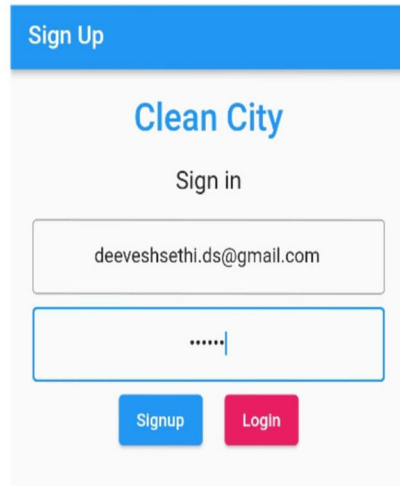 Sign Up
Clean City
Sign in
deeveshsethi.ds@gmail.com
••••••
Signup Login